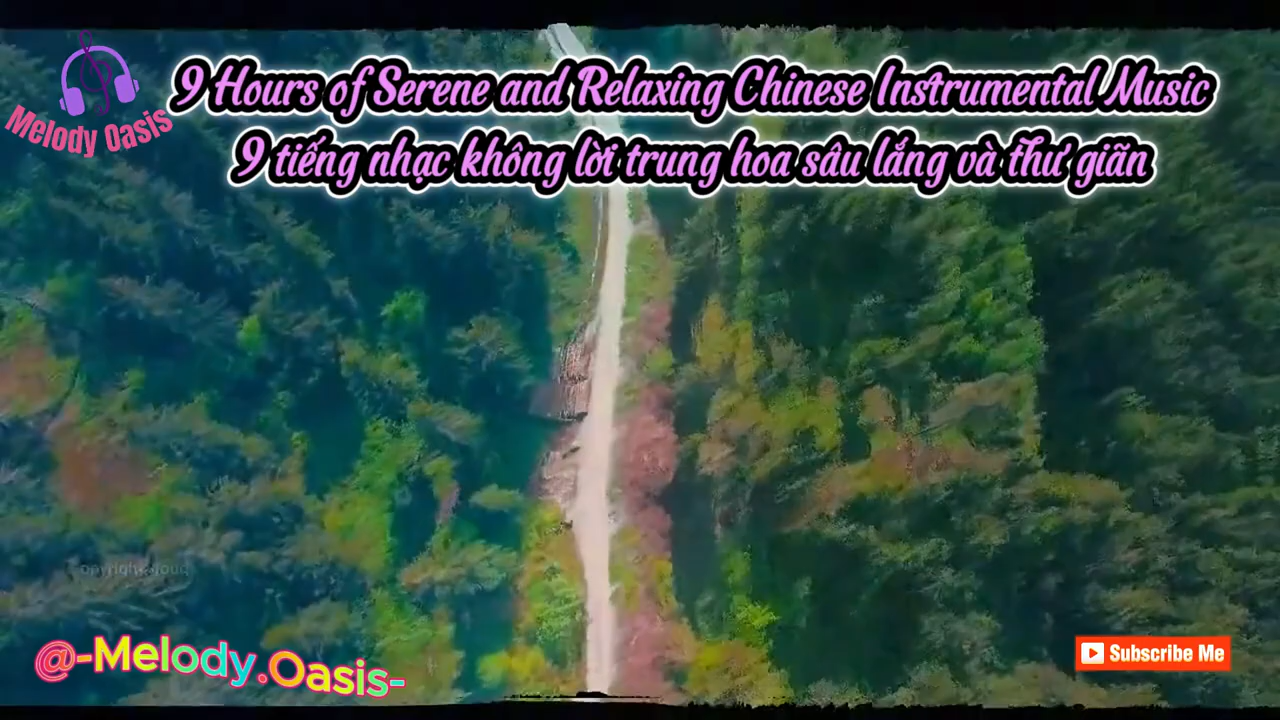 9 Hours of Serene and Relaxing Chinese Instrumental Music
9 tiếng nhạc không lời trung hoa sâu lắng và thư giãn
Melody Oasis
@-Melody.Oasis-
Subscribe Me